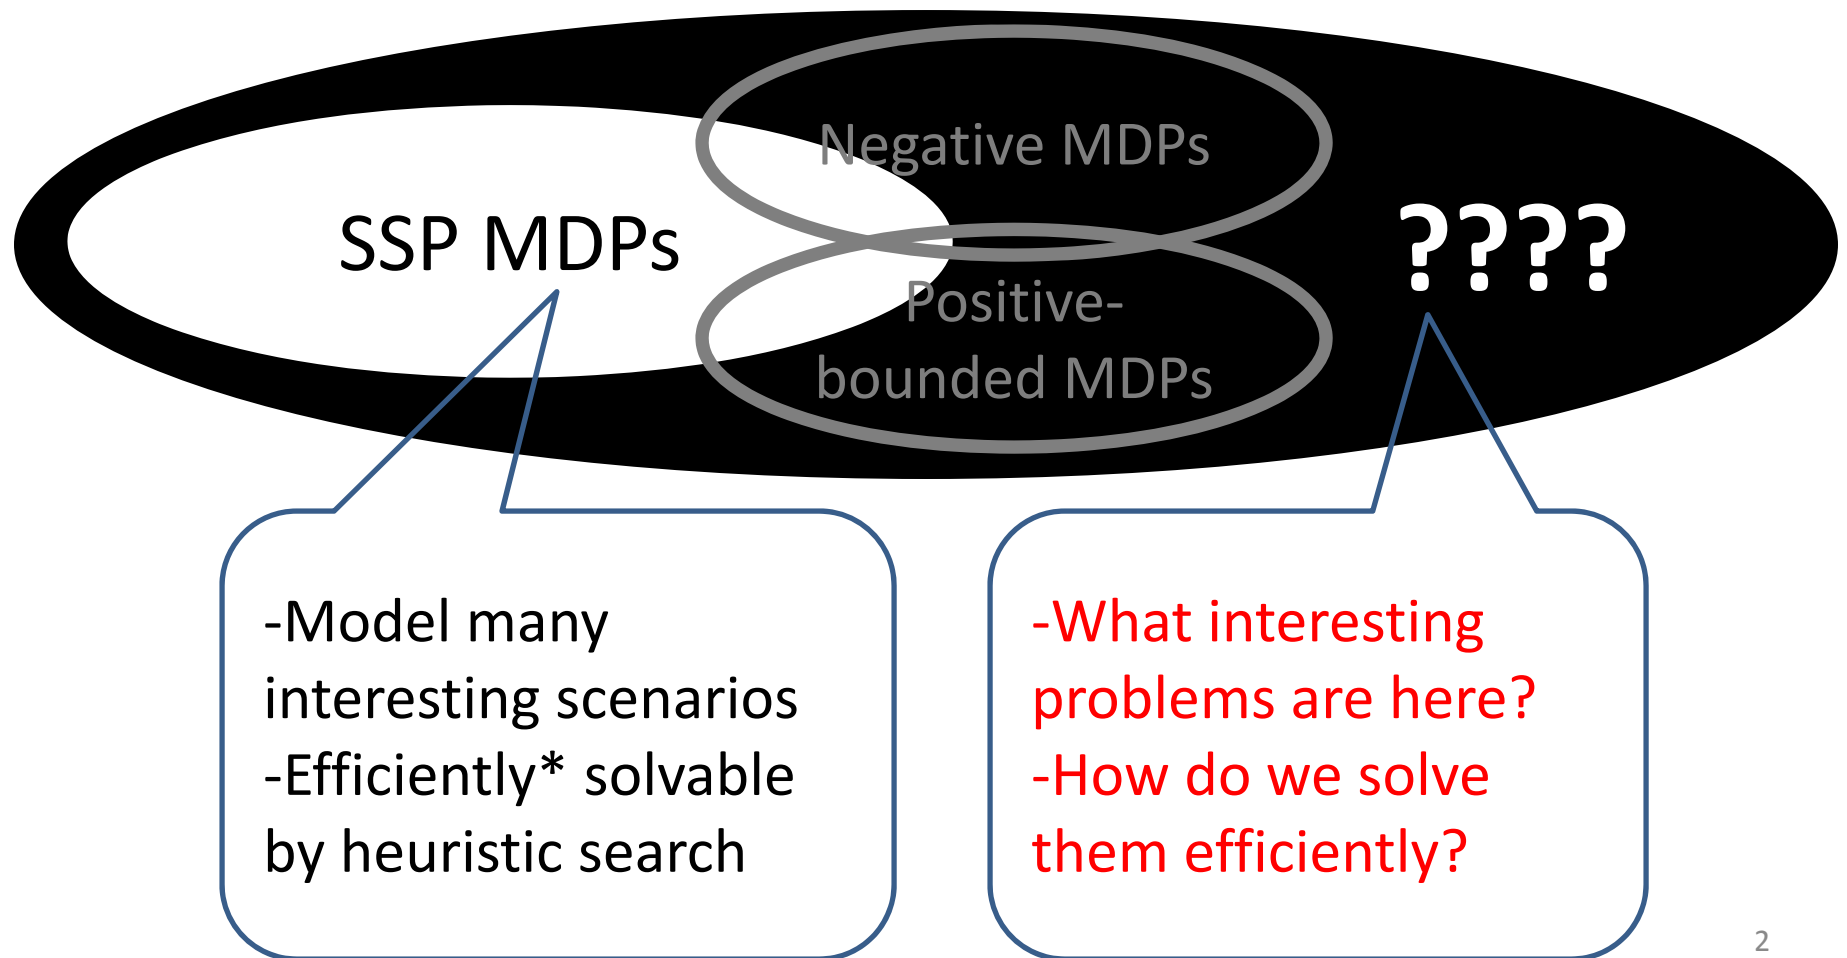 Negative MDPs
SSP MDPs
????
Positive-
bounded MDPs
-Model many
interesting scenarios
-Efficiently* solvable
by heuristic search
-What interesting
problems are here?
-How do we solve
them efficiently?
2